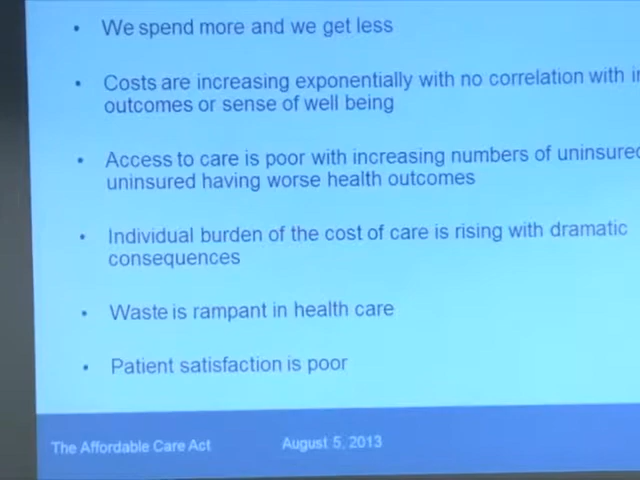 • We spend more and we get less
• Costs are increasing exponentially with no correlation with
outcomes or sense of well being
• Access to care is poor with increasing numbers of uninsured
uninsured having worse health outcomes
• Individual burden of the cost of care is rising with dramatic
consequences
• Waste is rampant in health care
• Patient satisfaction is poor
The Affordable Care Act August 5, 2013